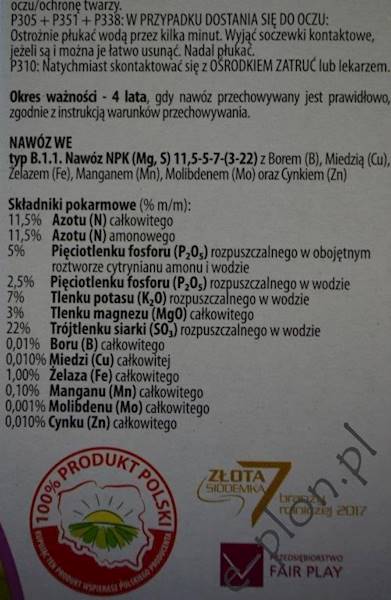 oczu/ochronę twarzy.
P305 + P351 + P338: W PRZYPADKU DOSTANIA SIĘ DO OCZU:
Ostrożnie płukać wodą przez kilka minut. Wyjąć soczewki kontaktowe,
jeżeli są i można je łatwo usunąć. Nadal płukać.
P310: Natychmiast skontaktować się z OŚRODKIEM ZATRUĆ lub lekarzem.
Okres ważności - 4 lata, gdy nawóz przechowywany jest prawidłowo,
zgodnie z instrukcją warunków przechowywania.
NAWÓZ WE
typ B.1.1. Nawóz NPK (Mg, S) 11,5-5-7-(3-22) z Borem (B), Miedzią (Cu),
Żelazem (Fe), Manganem (Mn), Molibdenem (Mo) oraz Cynkiem (Zn)
Składniki pokarmowe (% m/m):
11,5% Azotu (N) całkowitego
11,5% Azotu (N) amonowego
5% Pięciotlenku fosforu (P₂O₅) rozpuszczalnego w obojętnym
roztworze cytrynianu amonu i wodzie
2,5% Pięciotlenku fosforu (P₂O₅) rozpuszczalnego w wodzie
7% Tlenku potasu (K₂O) rozpuszczalnego w wodzie
3% Tlenku magnezu (MgO) całkowitego
22% Trójtlenku siarki (SO₃) rozpuszczalnego w wodzie
0,01% Boru (B) całkowitego
0,010% Miedzi (Cu) całkowitej
1,00% Żelaza (Fe) całkowitego
0,10% Manganu (Mn) całkowitego
0,001% Molibdenu (Mo) całkowitego
0,010% Cynku (Zn) całkowitego
100% PRODUKT POLSKI
KUPUJĄC TEN PRODUKT WSPIERASZ POLSKIEGO PRODUCENTA
ZŁOTA 7
SIÓDEMKA
branży
rolniczej 2017
PRZEDSIĘBIORSTWO
FAIR PLAY
e-plon.pl